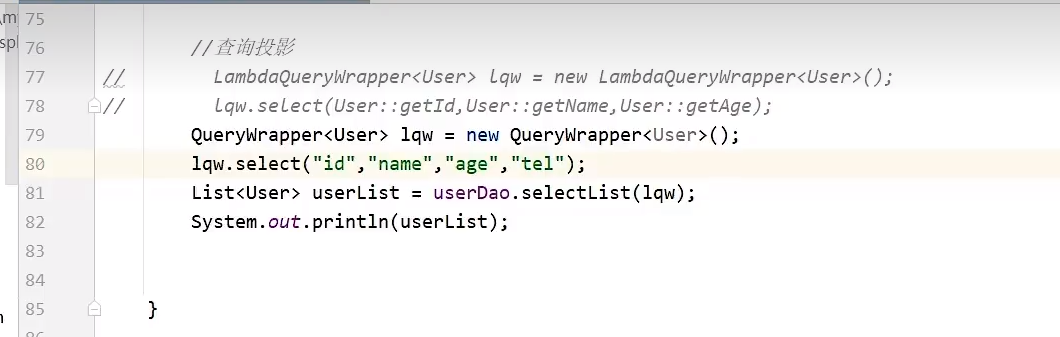 \m
spl
75
76 //查询投影
77 // LambdaQueryWrapper<User> lqw = new LambdaQueryWrapper<User>();
78 // lqw.select(User::getId,User::getName,User::getAge);
79 QueryWrapper<User> lqw = new QueryWrapper<User>();
80 lqw.select("id","name","age","tel");
81 List<User> userList = userDao.selectList(lqw);
82 System.out.println(userList);
83
84
85 }